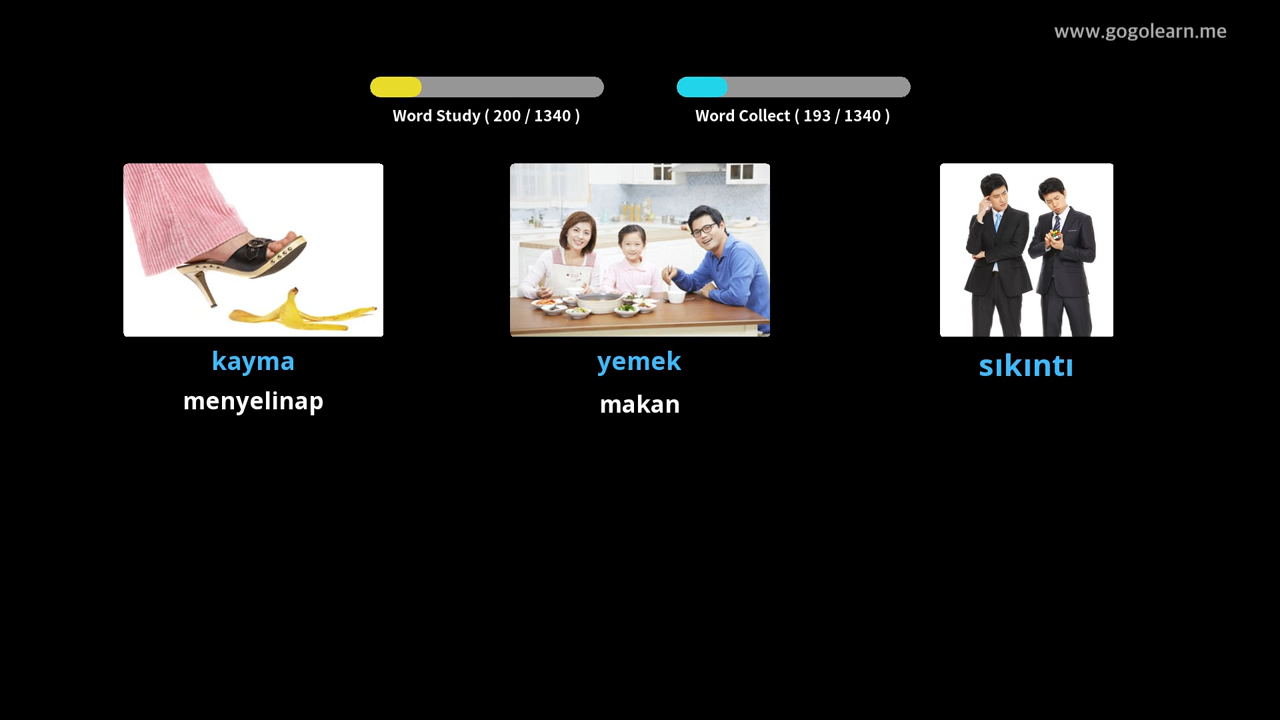 www.gogolearn.me
Word Study ( 200 / 1340 )
Word Collect ( 193 / 1340 )
kayma
menyelinap
yemek
makan
sıkıntı